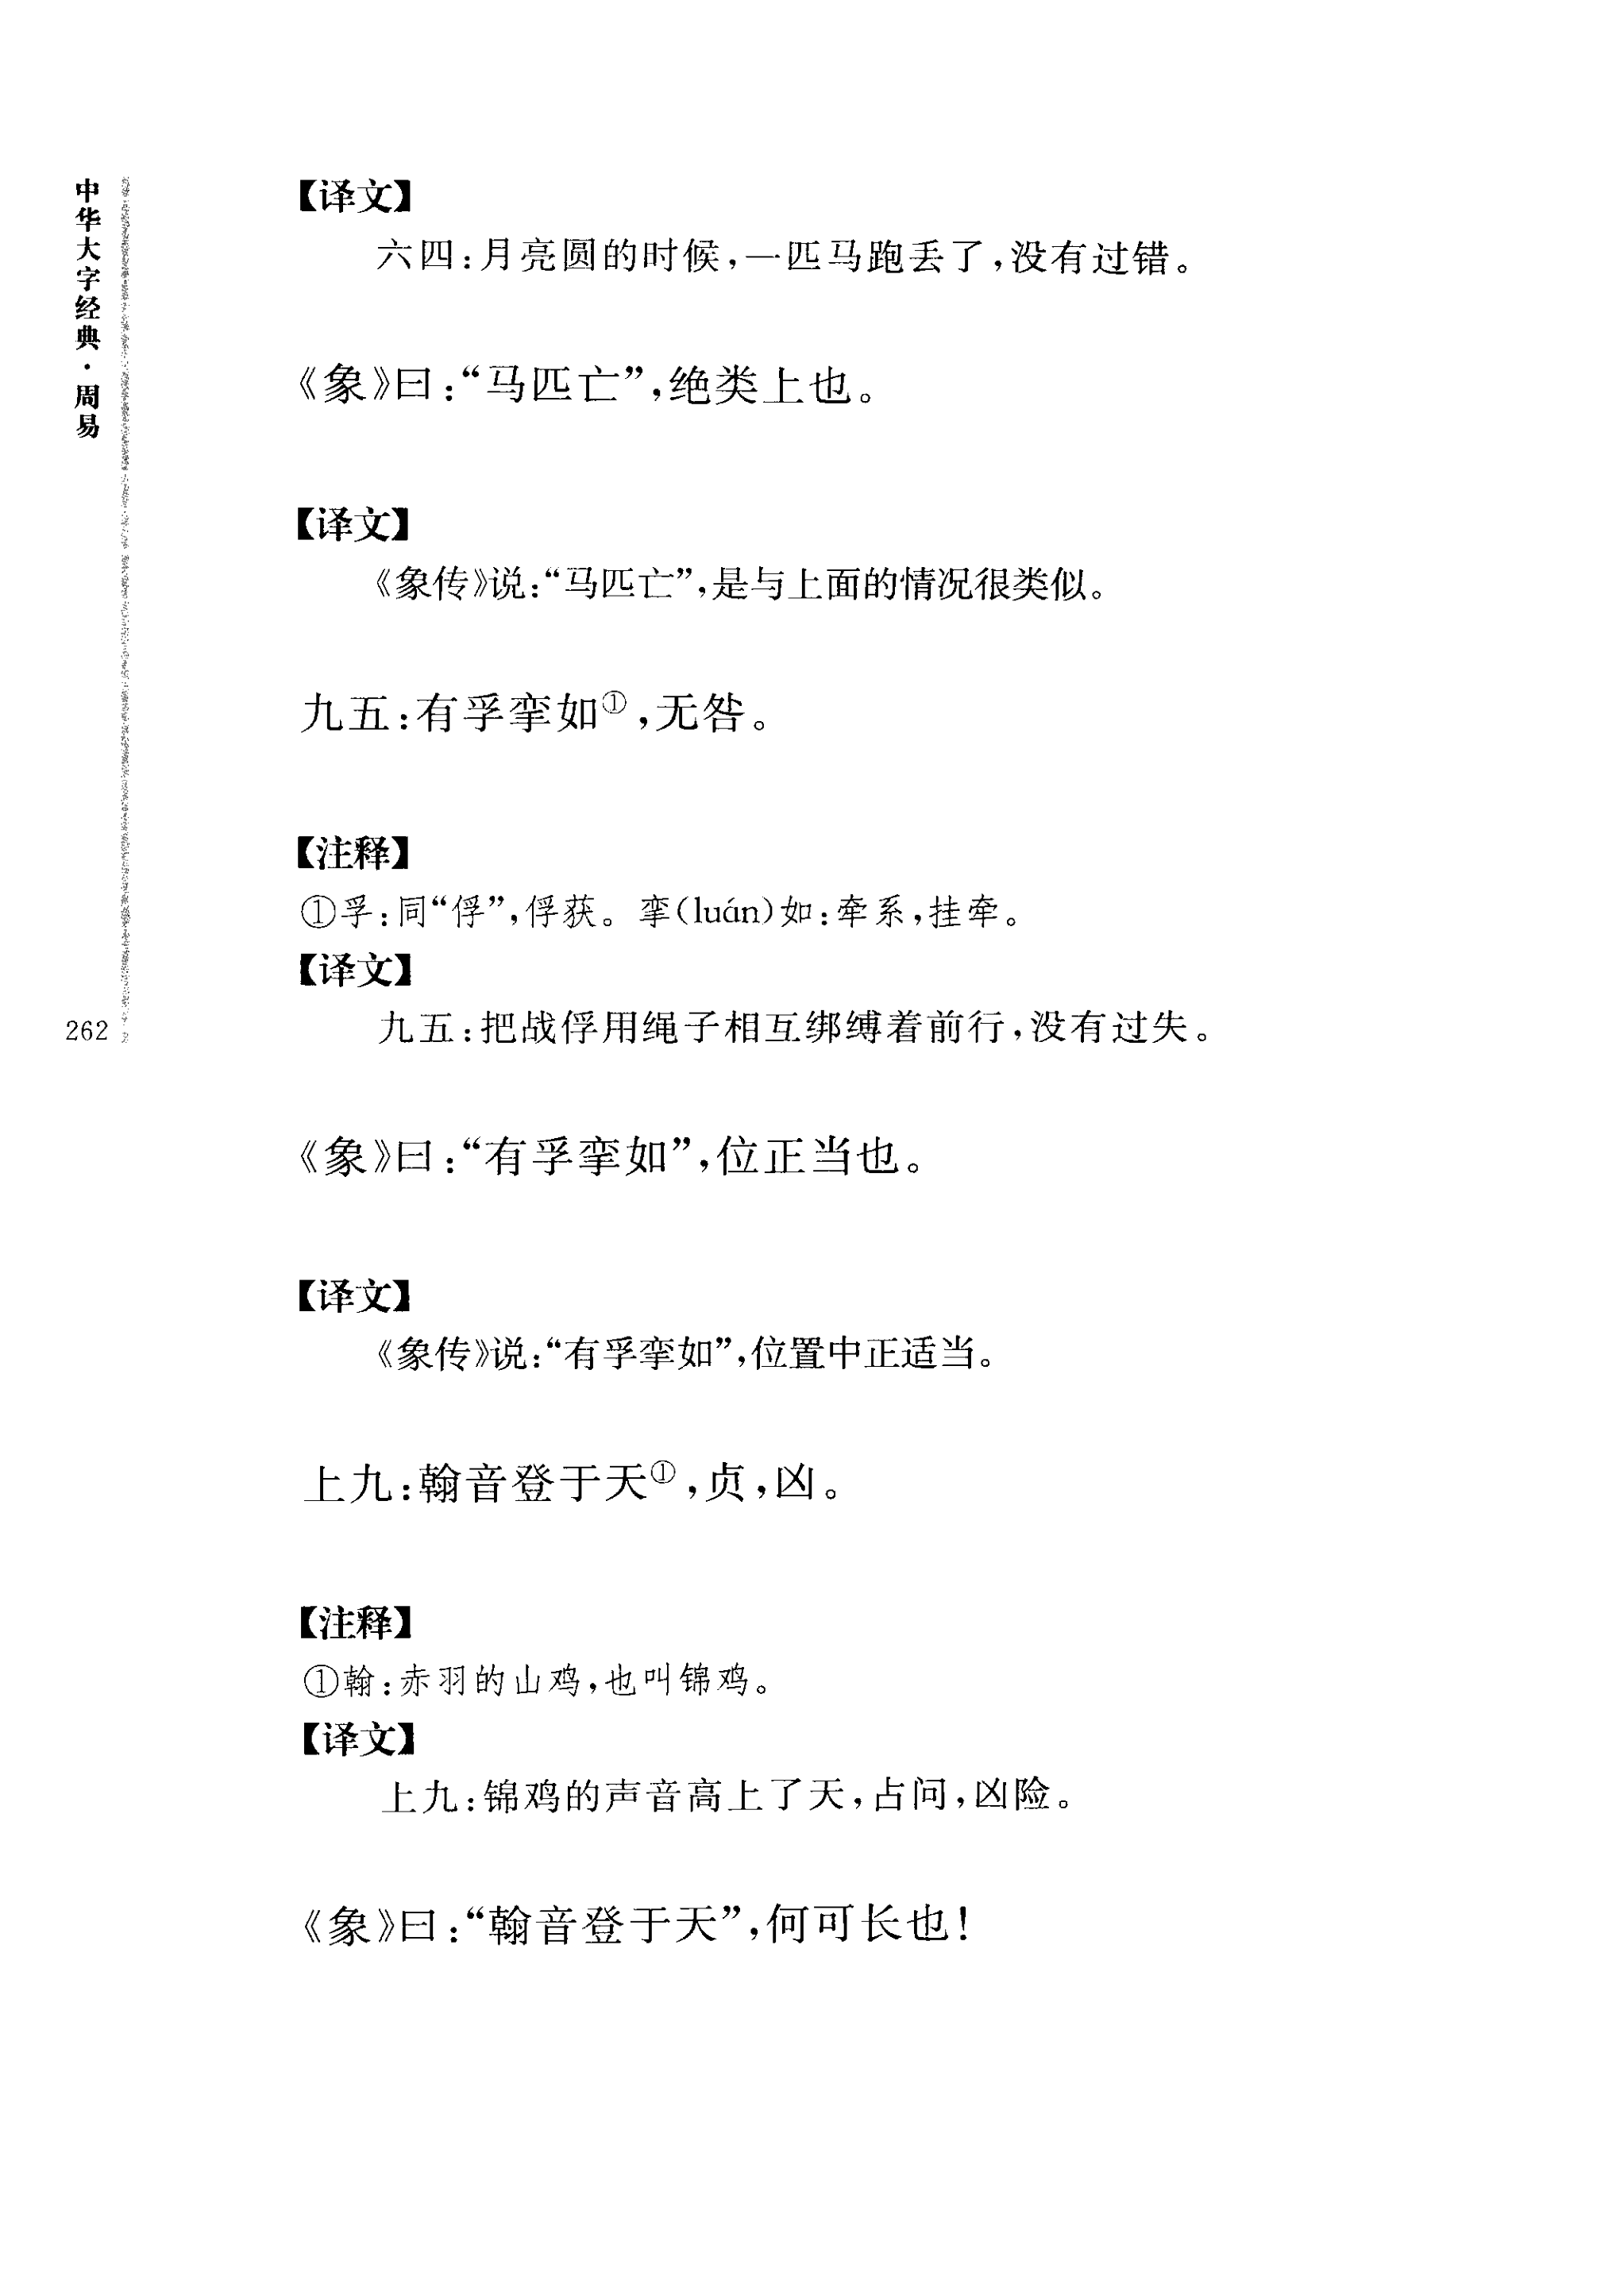 中华大字经典·周易
262
【译文】
六四：月亮圆的时候，一匹马跑丢了，没有过错。
《象》曰：“马匹亡”，绝类上也。
【译文】
《象传》说：“马匹亡”，是与上面的情况很类似。
九五：有孚挛如①，无咎。
【注释】
①孚：同“俘”，俘获。挛(luán)如：牵系，挂牵。
【译文】
九五：把战俘用绳子相互绑缚着前行，没有过失。
《象》曰：“有孚挛如”，位正当也。
【译文】
《象传》说：“有孚挛如”，位置中正适当。
上九：翰音登于天①，贞，凶。
【注释】
①翰：赤羽的山鸡，也叫锦鸡。
【译文】
上九：锦鸡的声音高上了天，占问，凶险。
《象》曰：“翰音登于天”，何可长也！